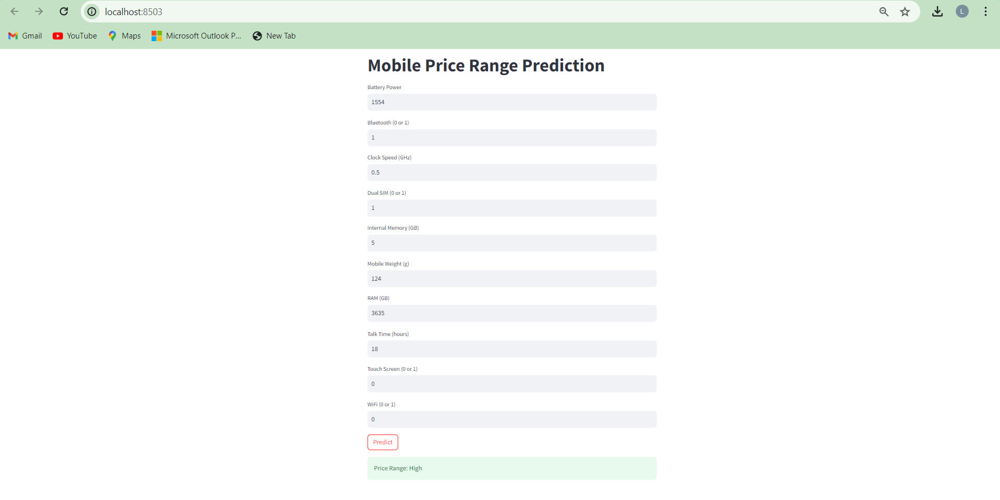 localhost:8503
L
Gmail YouTube Maps Microsoft Outlook P... New Tab
Mobile Price Range Prediction
Battery Power
1554
Bluetooth (0 or 1)
1
Clock Speed (GHz)
0.5
Dual SIM (0 or 1)
1
Internal Memory (GB)
5
Mobile Weight (g)
124
RAM (GB)
3635
Talk Time (hours)
18
Touch Screen (0 or 1)
0
WiFi (0 or 1)
0
Predict
Price Range: High